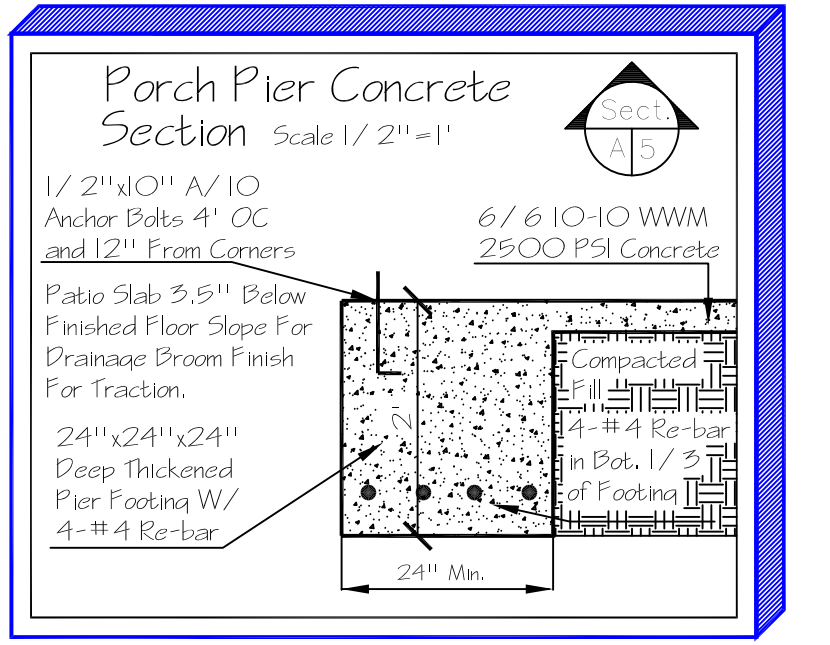 Porch Pier Concrete
Section Scale 1/2"=1'
Sect.
A 5
1/2"x10" A/10
Anchor Bolts 4' OC
and 12" From Corners
6/6 10-10 WWM
2500 PSI Concrete
Patio Slab 3.5" Below
Finished Floor Slope For
Drainage Broom Finish
For Traction.
24"x24"x24"
Deep Thickened
Pier Footing W/
4-#4 Re-bar
2'
Compacted
Fill
4-#4 Re-bar
in Bot. 1/3
of Footing
24" Min.